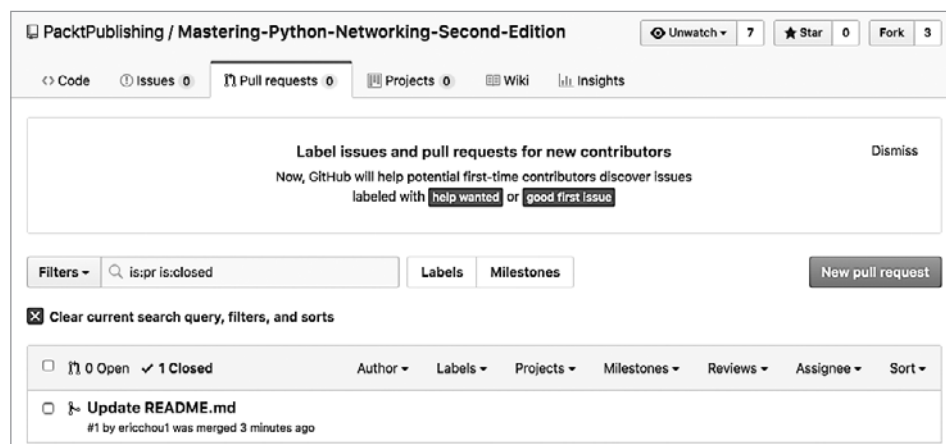 PacktPublishing / Mastering-Python-Networking-Second-Edition Unwatch 7 Star 0 Fork 3
Code Issues 0 Pull requests 0 Projects 0 Wiki Insights
Label issues and pull requests for new contributors Dismiss
Now, GitHub will help potential first-time contributors discover issues
labeled with help wanted or good first issue
Filters is:pr is:closed Labels Milestones New pull request
Clear current search query, filters, and sorts
0 Open 1 Closed Author Labels Projects Milestones Reviews Assignee Sort
Update README.md
#1 by ericchou1 was merged 3 minutes ago